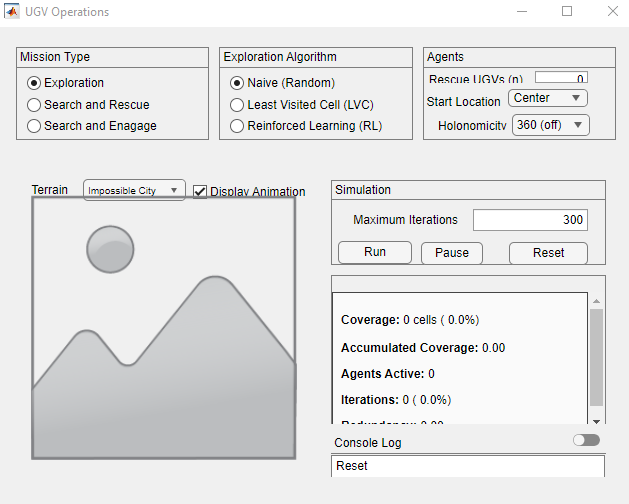 UGV Operations
Mission Type
Exploration
Search and Rescue
Search and Enagage
Exploration Algorithm
Naive (Random)
Least Visited Cell (LVC)
Reinforced Learning (RL)
Agents
Rescue UGVs (n) 0
Start Location Center
Holonomicity 360 (off)
Terrain Impossible City Display Animation
Simulation
Maximum Iterations 300
Run Pause Reset
Coverage: 0 cells ( 0.0%)
Accumulated Coverage: 0.00
Agents Active: 0
Iterations: 0 ( 0.0%)
Redundancy: 0.00
Console Log
Reset